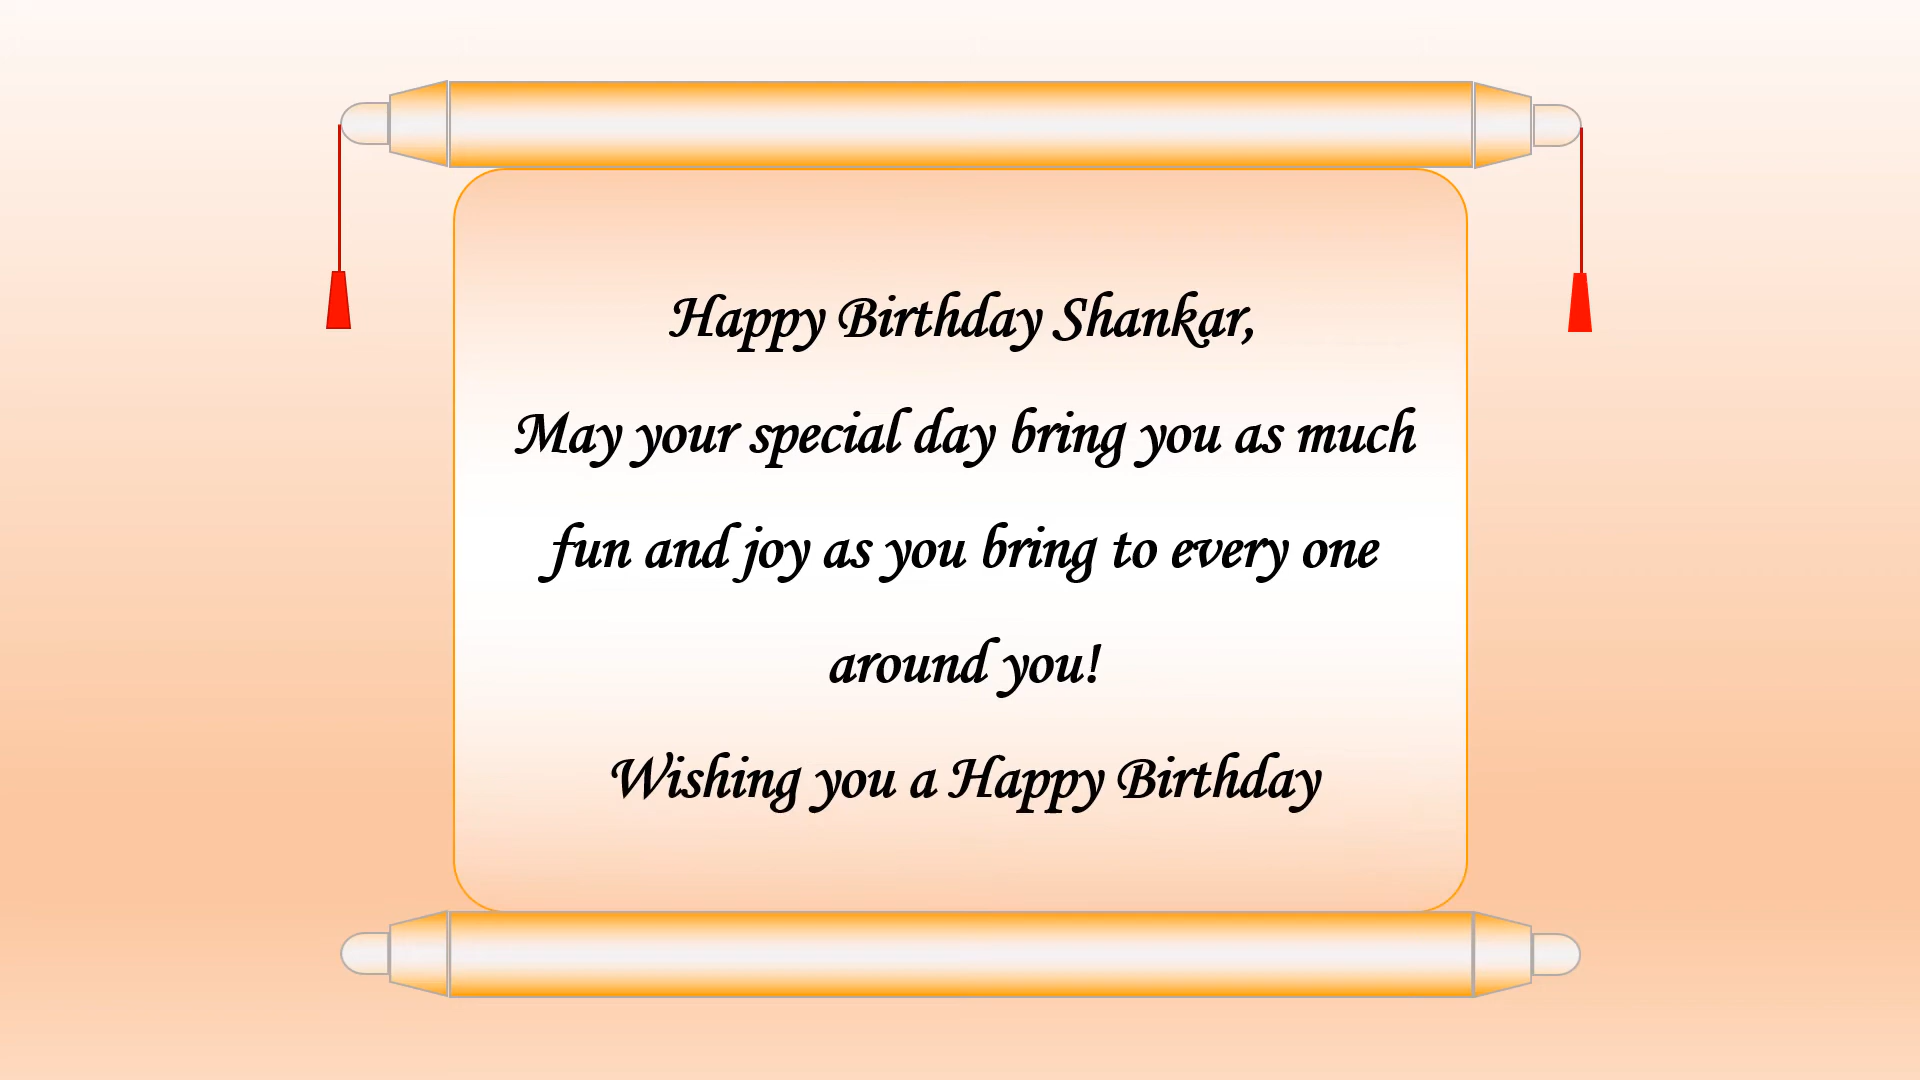 Happy Birthday Shankar,
May your special day bring you as much
fun and joy as you bring to every one
around you!
Wishing you a Happy Birthday